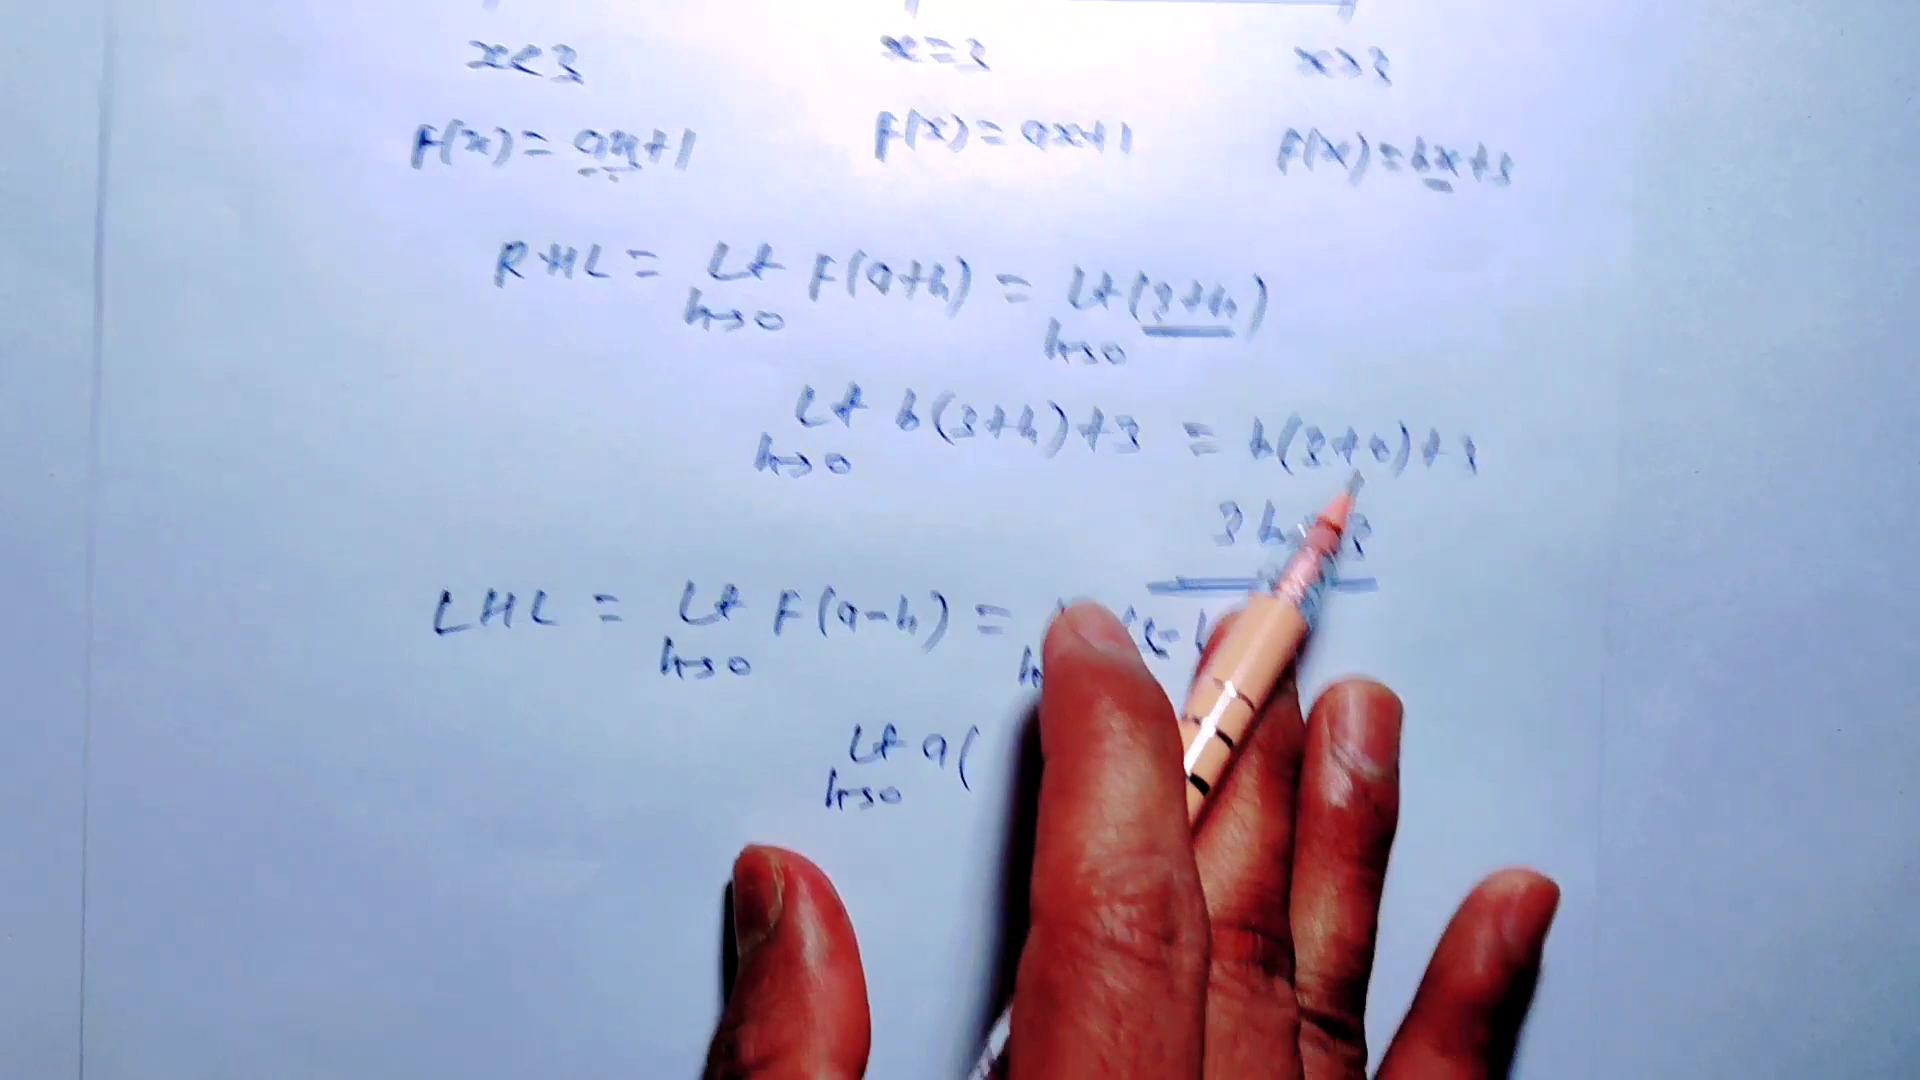 x<3 x=3 x>3
F(x)=ax+1 F(x)=ax+1 F(x)=bx+3
RHL = Lt F(a+h) = Lt (3+h)
h→0 h→0
Lt b(3+h)+3 = b(3+0)+3
h→0
3b 3
LHL = Lt F(a-h) =
h→0
Lt a(
h→0